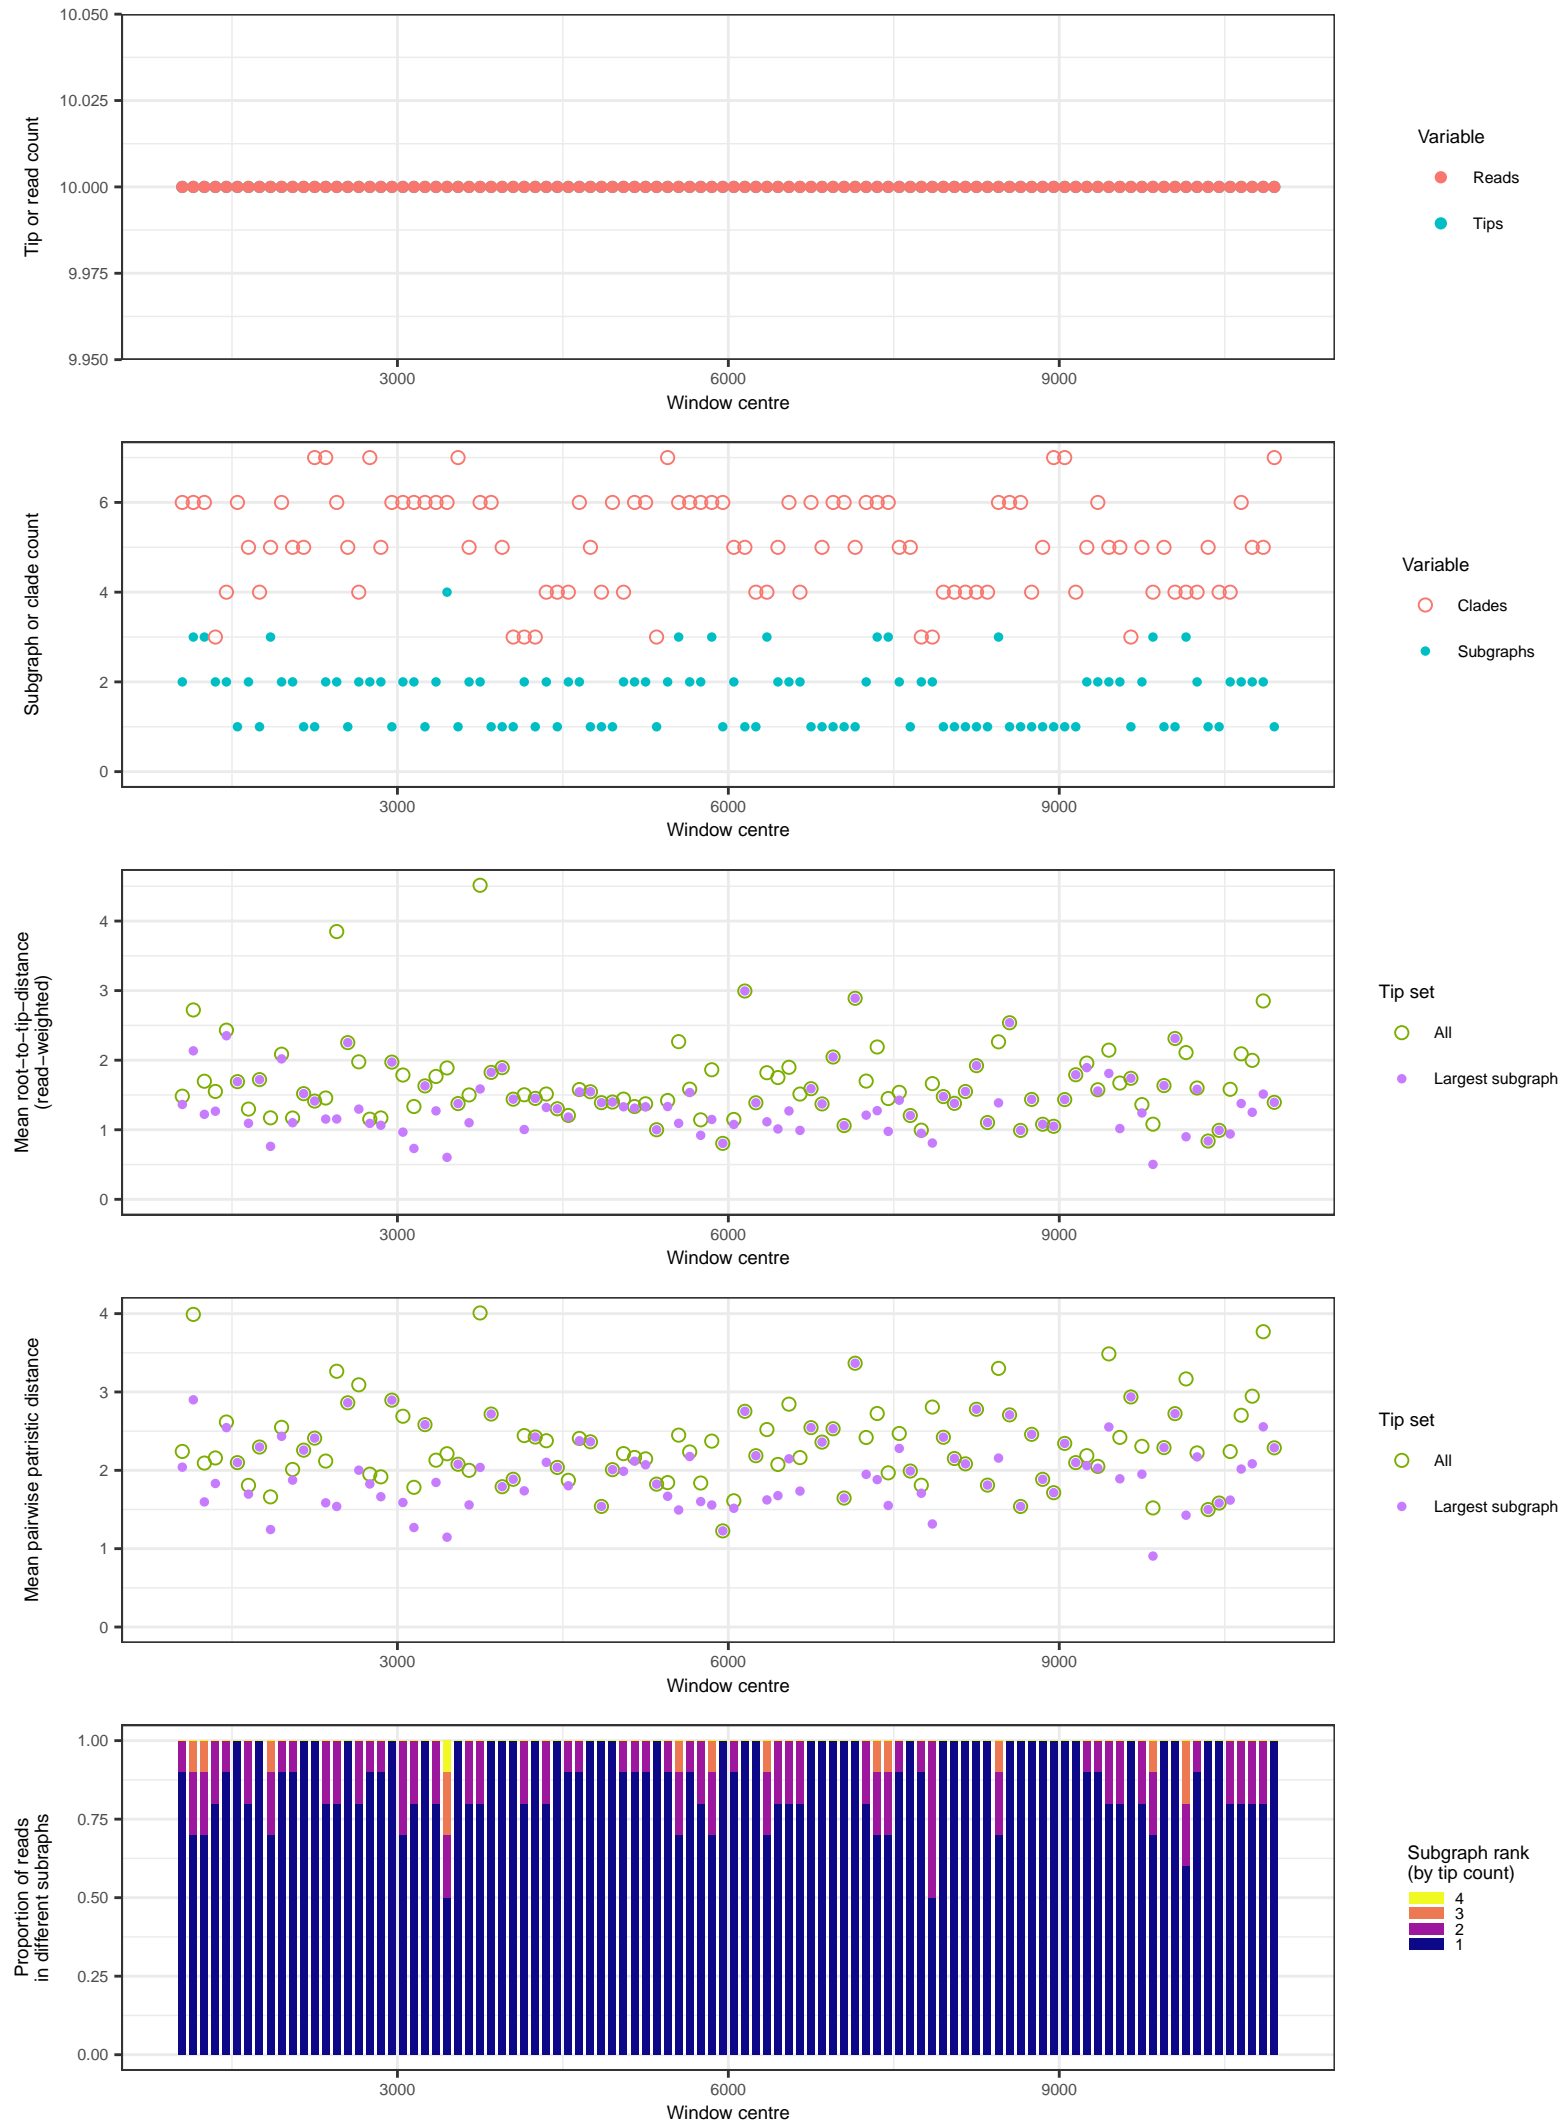 10.050
10.025
10.000
9.975
9.950
Tip or read count
3000
6000
9000
Window centre
Variable
Reads
Tips
6
4
2
0
Subgraph or clade count
3000
6000
9000
Window centre
Variable
Clades
Subgraphs
4
3
2
1
0
Mean root−to−tip−distance
(read−weighted)
3000
6000
9000
Window centre
Tip set
All
Largest subgraph
4
3
2
1
0
Mean pairwise patristic distance
3000
6000
9000
Window centre
Tip set
All
Largest subgraph
1.00
0.75
0.50
0.25
0.00
Proportion of reads
in different subraphs
3000
6000
9000
Window centre
Subgraph rank
(by tip count)
4
3
2
1